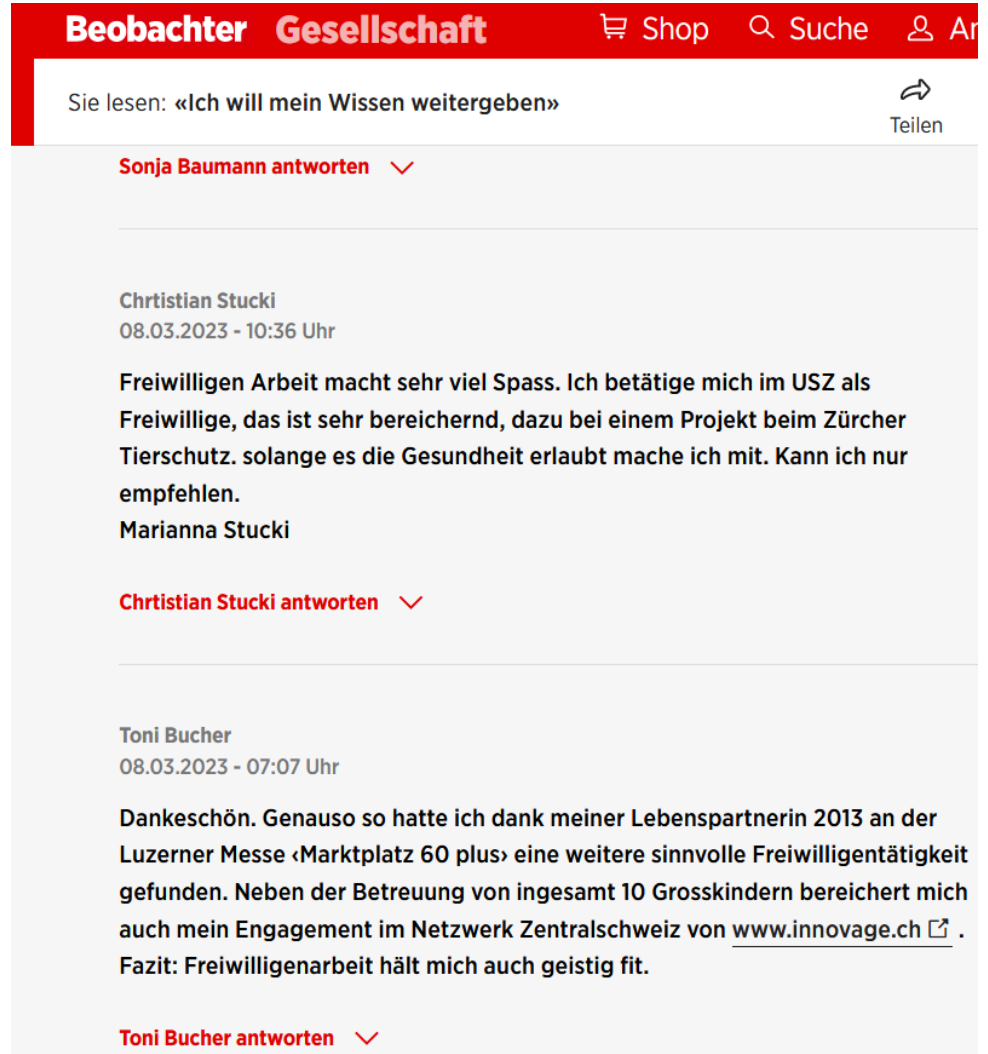 Beobachter Gesellschaft Shop Suche
Sie lesen: «Ich will mein Wissen weitergeben»
Teilen
Sonja Baumann antworten
Chrtistian Stucki
08.03.2023 - 10:36 Uhr
Freiwilligen Arbeit macht sehr viel Spass. Ich betätige mich im USZ als
Freiwillige, das ist sehr bereichernd, dazu bei einem Projekt beim Zürcher
Tierschutz. solange es die Gesundheit erlaubt mache ich mit. Kann ich nur
empfehlen.
Marianna Stucki
Chrtistian Stucki antworten
Toni Bucher
08.03.2023 - 07:07 Uhr
Dankeschön. Genauso so hatte ich dank meiner Lebenspartnerin 2013 an der
Luzerner Messe ‹Marktplatz 60 plus› eine weitere sinnvolle Freiwilligentätigkeit
gefunden. Neben der Betreuung von ingesamt 10 Grosskindern bereichert mich
auch mein Engagement im Netzwerk Zentralschweiz von www.innovage.ch .
Fazit: Freiwilligenarbeit hält mich auch geistig fit.
Toni Bucher antworten